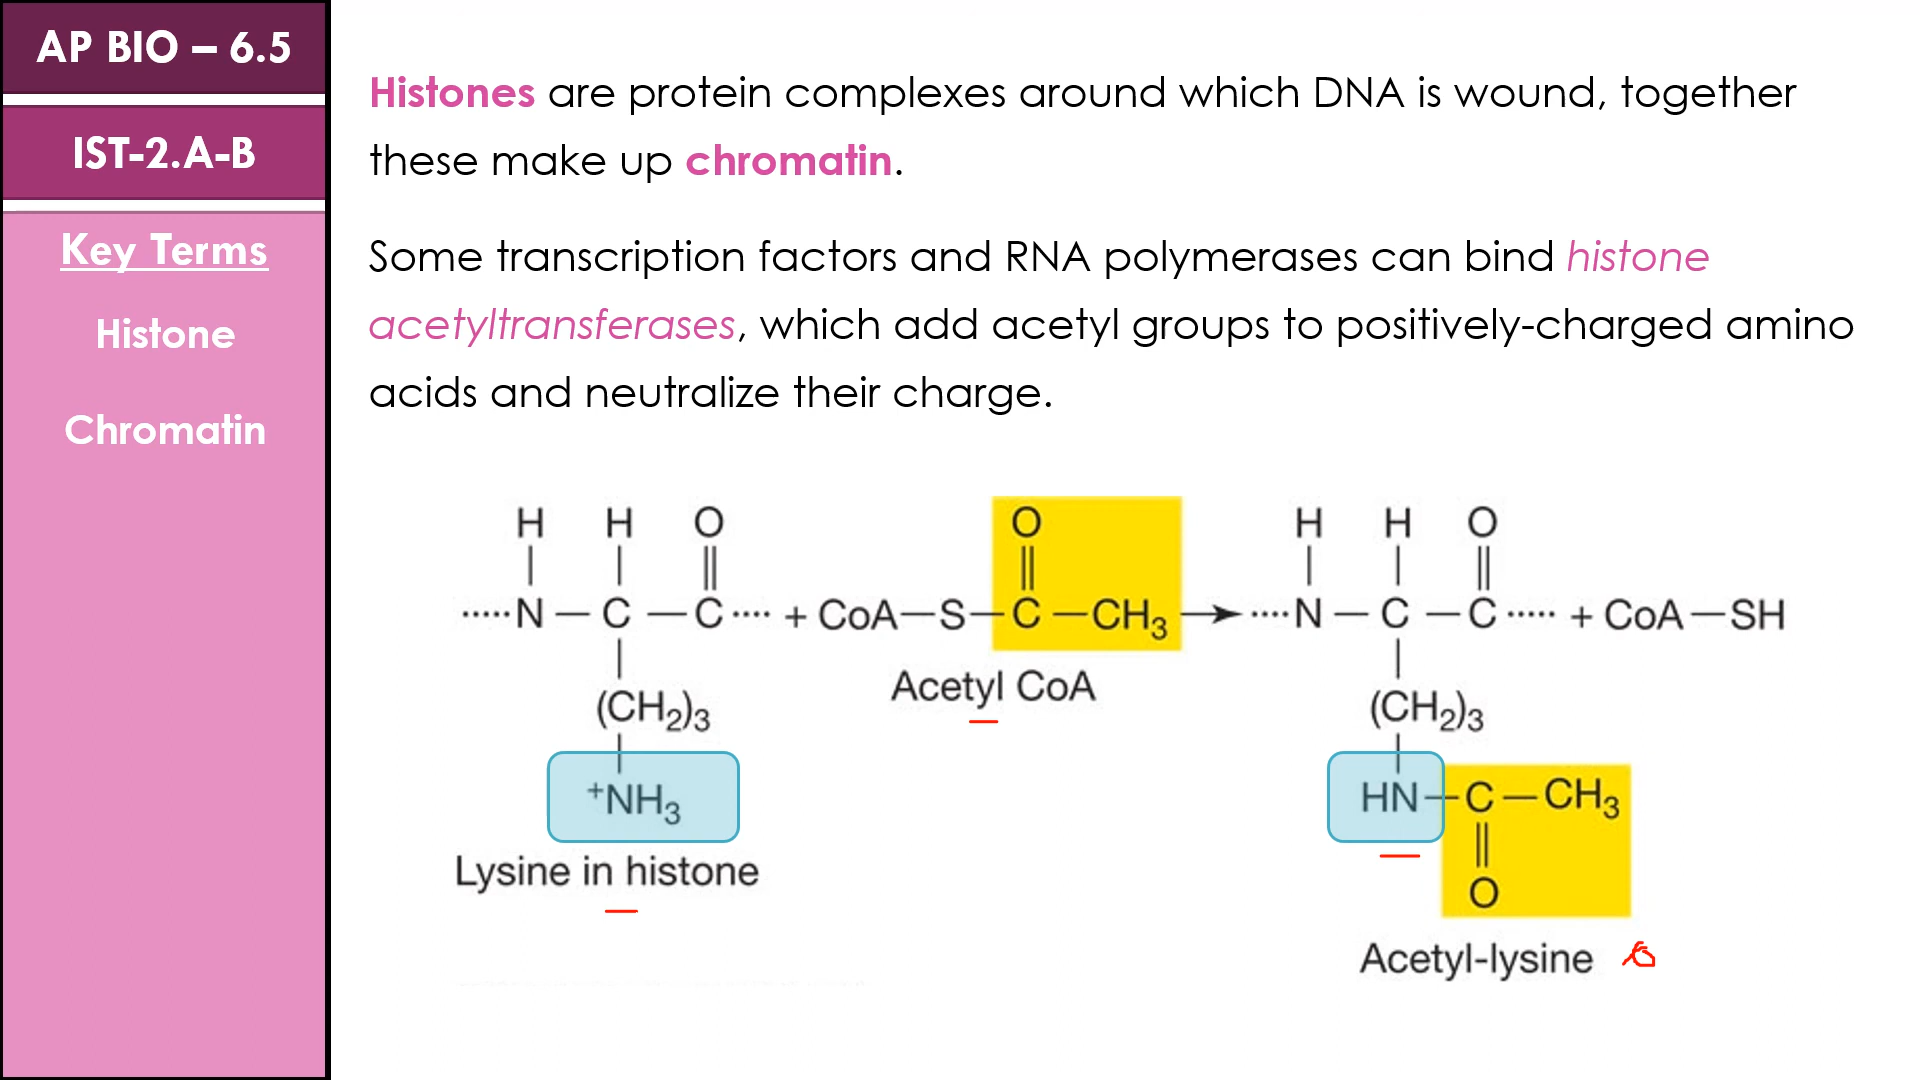 AP BIO – 6.5
IST-2.A-B
Key Terms
Histone
Chromatin
Histones are protein complexes around which DNA is wound, together
these make up chromatin.
Some transcription factors and RNA polymerases can bind histone
acetyltransferases, which add acetyl groups to positively-charged amino
acids and neutralize their charge.
H H O O H H O
·····N — C — C···· + CoA—S—C—CH₃ → ····N — C — C····· + CoA—SH
Acetyl CoA
(CH₂)₃ (CH₂)₃
⁺NH₃ HN—C—CH₃
Lysine in histone
O
Acetyl-lysine